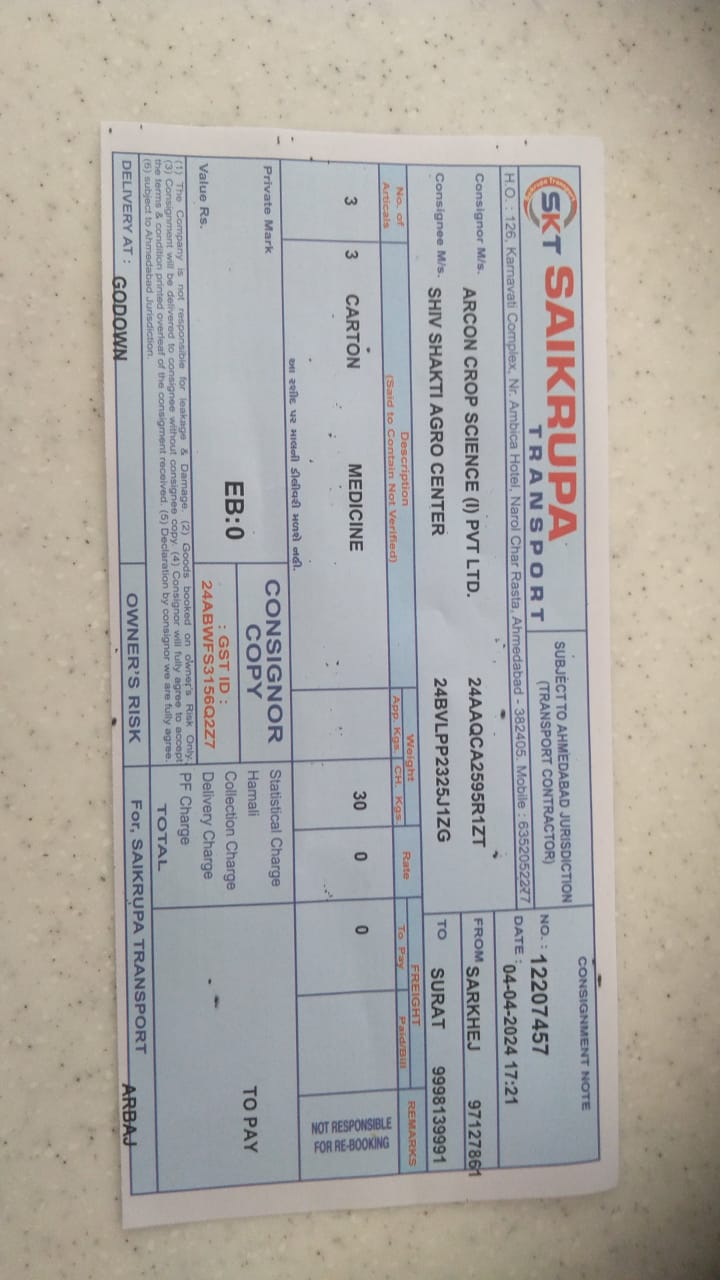 SKT SAIKRUPA
TRANSPORT
SUBJECT TO AHMEDABAD JURISDICTION
(TRANSPORT CONTRACTOR)
CONSIGNMENT NOTE
NO. : 12207457
DATE : 04-04-2024 17:21
H.O. : 126, Karnavati Complex, Nr. Ambica Hotel, Narol Char Rasta, Ahmedabad - 382405. Mobile : 6352052277
Consignor M/s. ARCON CROP SCIENCE (I) PVT LTD. 24AAQCA2595R1ZT FROM SARKHEJ 97127861
Consignee M/s. SHIV SHAKTI AGRO CENTER 24BVLPP2325J1ZG TO SURAT 9998139991
No. of Articals Description (Said to Contain Not Verified) Weight App. Kgs. CH. Kgs. Rate FREIGHT To Pay Paid/Bill REMARKS
3 3 CARTON MEDICINE 30 0 0
NOT RESPONSIBLE
FOR RE-BOOKING
આ રસીદ પર માલની ડીલીવરી મળશે નહી.
Private Mark
EB:0
Value Rs.
CONSIGNOR
COPY
: GST ID :
24ABWFS3156Q2Z7
Statistical Charge
Hamali
Collection Charge
Delivery Charge
PF Charge
TO PAY
TOTAL
(1) The Company is not responsible for leakage & Damage. (2) Goods booked on owner's Risk Only.
(3) Consignment will be delivered to consignee without consignee copy. (4) Consignor will fully agree to accept
the terms & condition printed overleaf of the consigment received. (5) Declaration by consignor we are fully agree.
(6) subject to Ahmedabad Jurisdiction.
DELIVERY AT : GODOWN OWNER'S RISK For, SAIKRUPA TRANSPORT ARBAJ